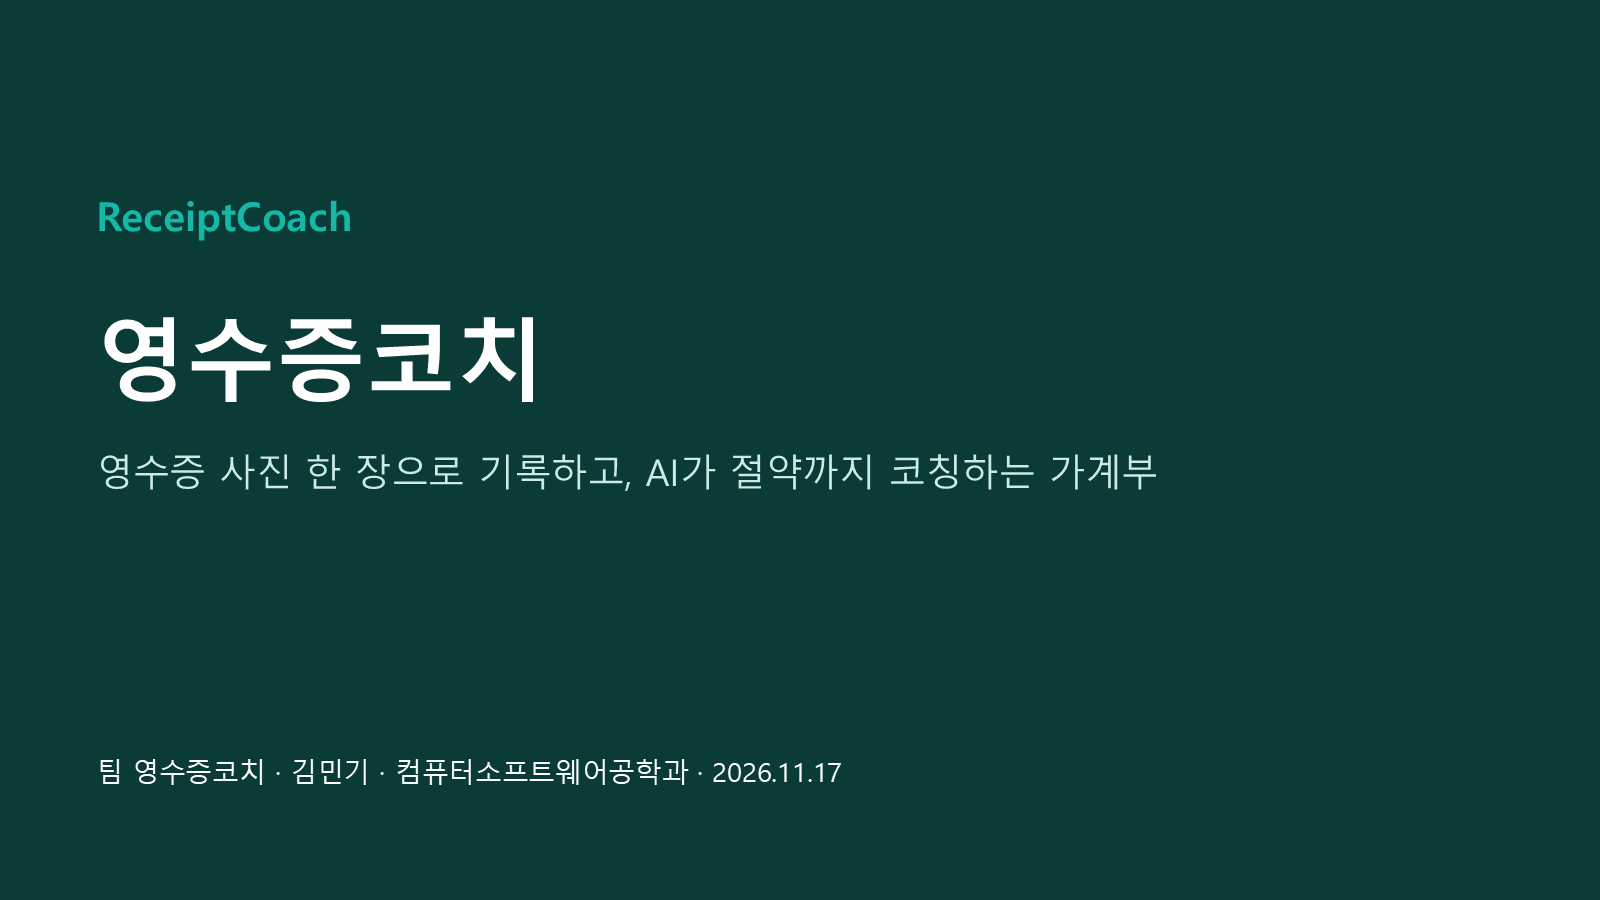 ReceiptCoach
영수증코치
영수증 사진 한 장으로 기록하고, AI가 절약까지 코칭하는 가계부
팀 영수증코치 · 김민기 · 컴퓨터소프트웨어공학과 · 2026.11.17